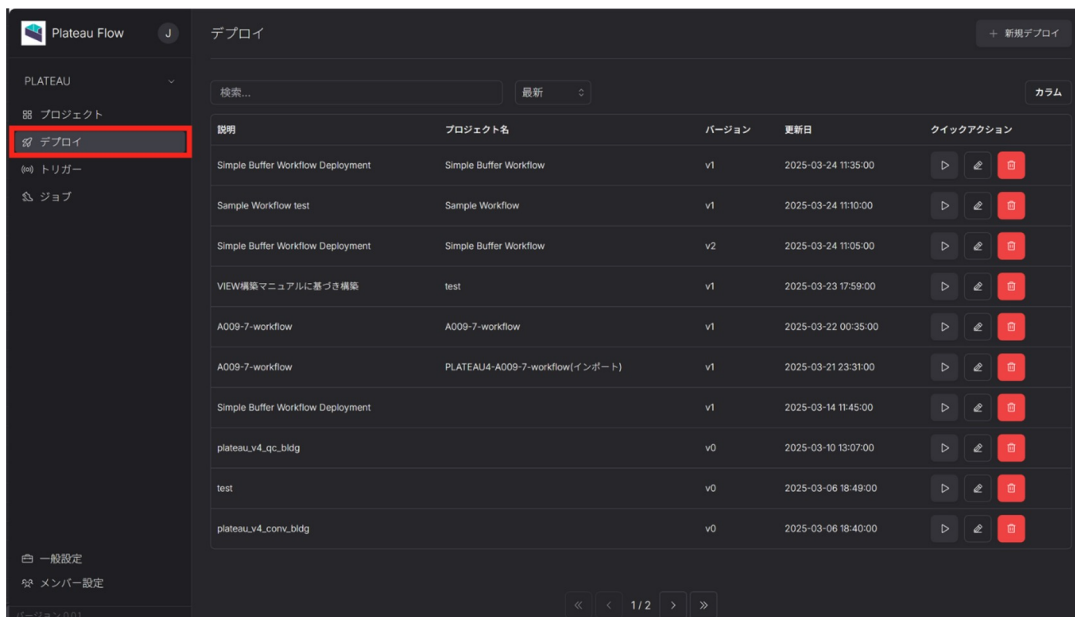 Plateau Flow J
デプロイ
+ 新規デプロイ
PLATEAU
プロジェクト
デプロイ
トリガー
ジョブ
検索...
最新
カラム
説明 プロジェクト名 バージョン 更新日 クイックアクション
Simple Buffer Workflow Deployment Simple Buffer Workflow v1 2025-03-24 11:35:00
Sample Workflow test Sample Workflow v1 2025-03-24 11:10:00
Simple Buffer Workflow Deployment Simple Buffer Workflow v2 2025-03-24 11:05:00
VIEW構築マニュアルに基づき構築 test v1 2025-03-23 17:59:00
A009-7-workflow A009-7-workflow v1 2025-03-22 00:35:00
A009-7-workflow PLATEAU4-A009-7-workflow(インポート) v1 2025-03-21 23:31:00
Simple Buffer Workflow Deployment v1 2025-03-14 11:45:00
plateau_v4_qc_bldg v0 2025-03-10 13:07:00
test v0 2025-03-06 18:49:00
plateau_v4_conv_bldg v0 2025-03-06 18:40:00
一般設定
メンバー設定
バージョン 0.0.1
1 / 2